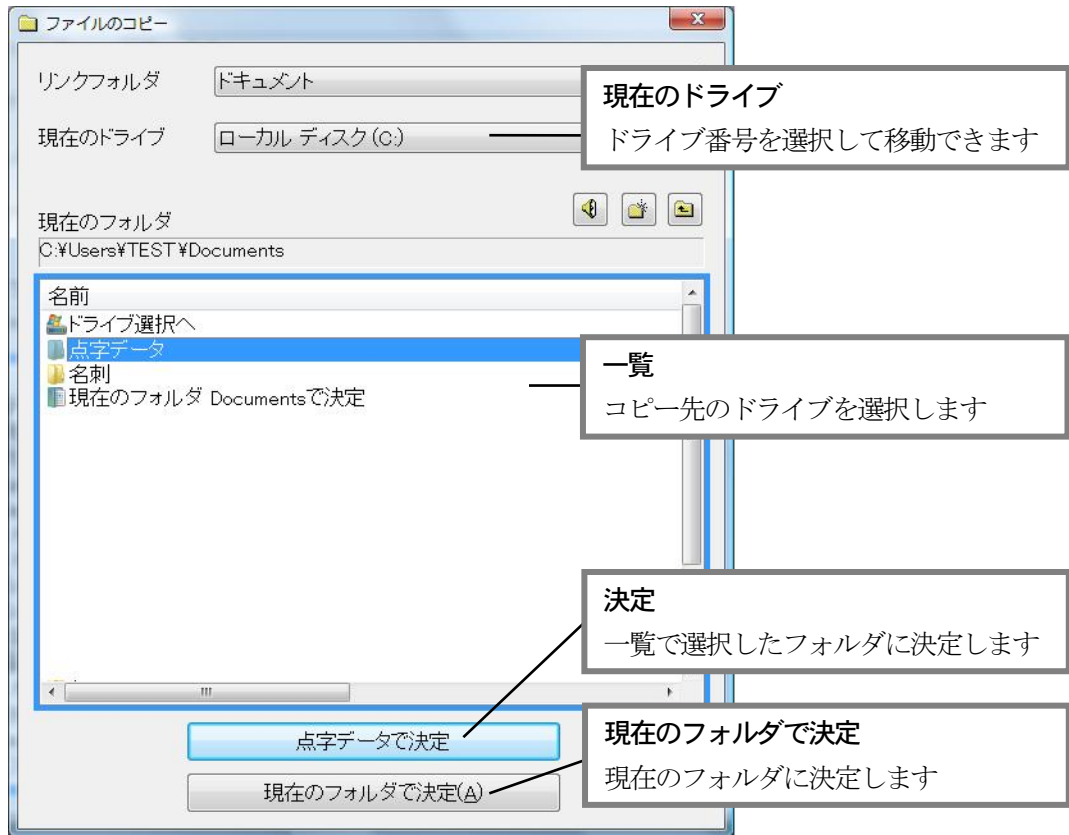 ファイルのコピー
リンクフォルダ
ドキュメント
現在のドライブ
ローカル ディスク(C:)
現在のドライブ
ドライブ番号を選択して移動できます
現在のフォルダ
C:¥Users¥TEST¥Documents
名前
ドライブ選択へ
点字データ
名刺
現在のフォルダ Documentsで決定
一覧
コピー先のドライブを選択します
決定
一覧で選択したフォルダに決定します
点字データで決定
現在のフォルダで決定(A)
現在のフォルダで決定
現在のフォルダに決定します